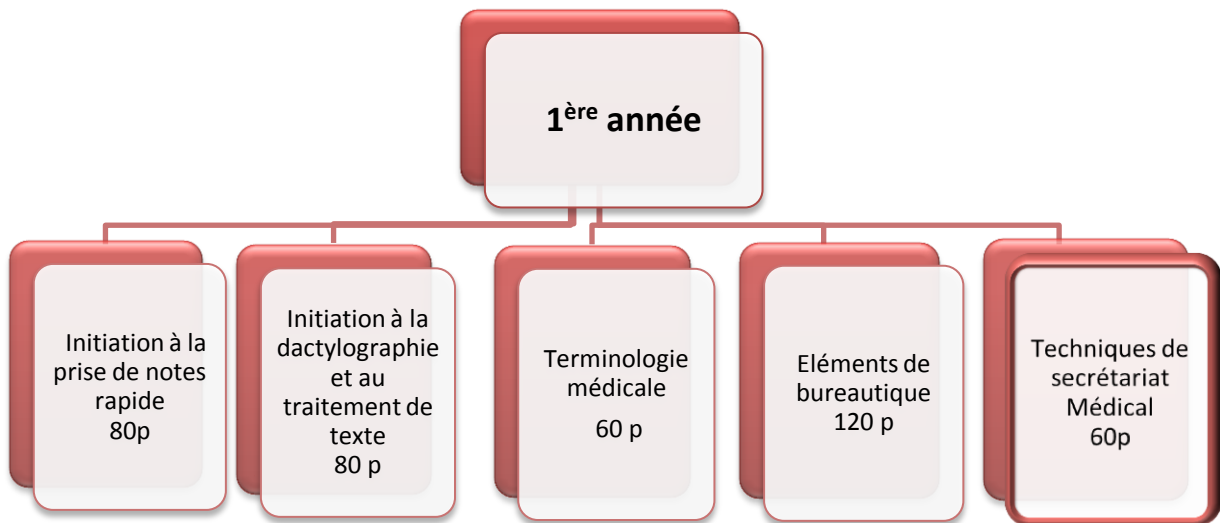 1ère année
Initiation à la
prise de notes
rapide
80p
Initiation à la
dactylographie
et au
traitement de
texte
80 p
Terminologie
médicale
60 p
Eléments de
bureautique
120 p
Techniques de
secrétariat
Médical
60p